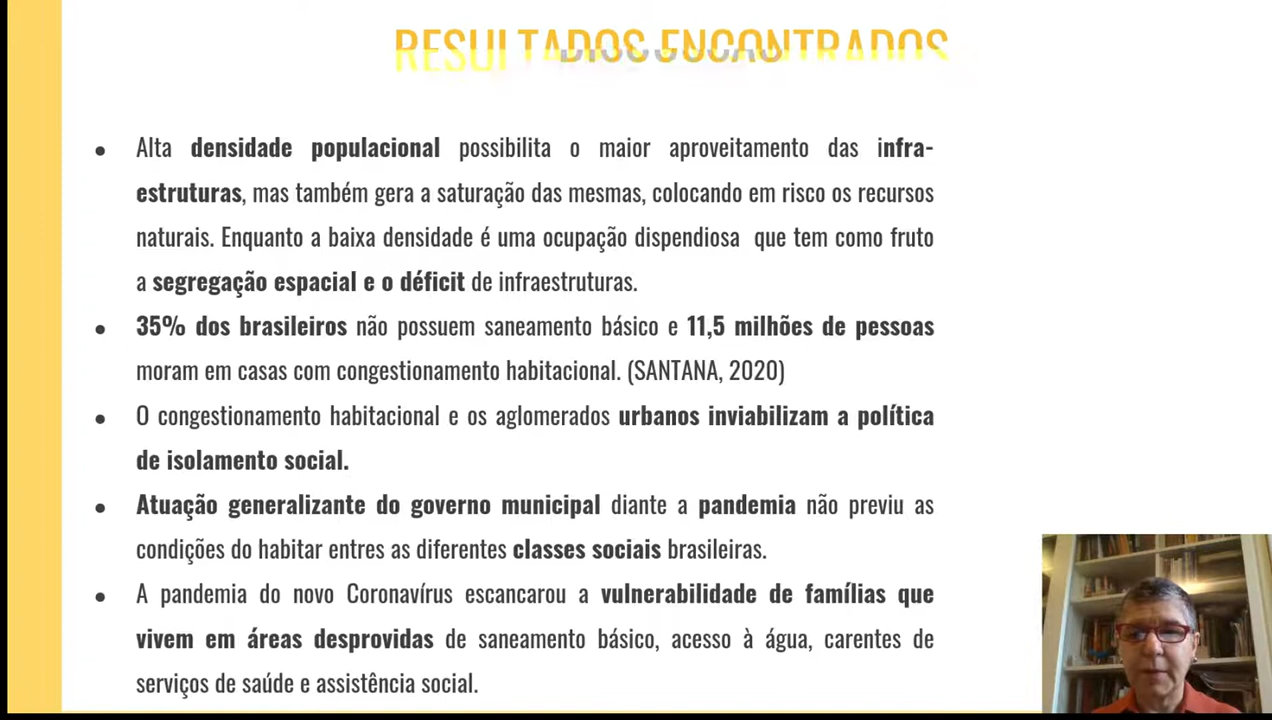 RESULTADOS ENCONTRADOS
Alta densidade populacional possibilita o maior aproveitamento das infra-
estruturas, mas também gera a saturação das mesmas, colocando em risco os recursos
naturais. Enquanto a baixa densidade é uma ocupação dispendiosa que tem como fruto
a segregação espacial e o déficit de infraestruturas.
35% dos brasileiros não possuem saneamento básico e 11,5 milhões de pessoas
moram em casas com congestionamento habitacional. (SANTANA, 2020)
O congestionamento habitacional e os aglomerados urbanos inviabilizam a política
de isolamento social.
Atuação generalizante do governo municipal diante a pandemia não previu as
condições do habitar entres as diferentes classes sociais brasileiras.
A pandemia do novo Coronavírus escancarou a vulnerabilidade de famílias que
vivem em áreas desprovidas de saneamento básico, acesso à água, carentes de
serviços de saúde e assistência social.